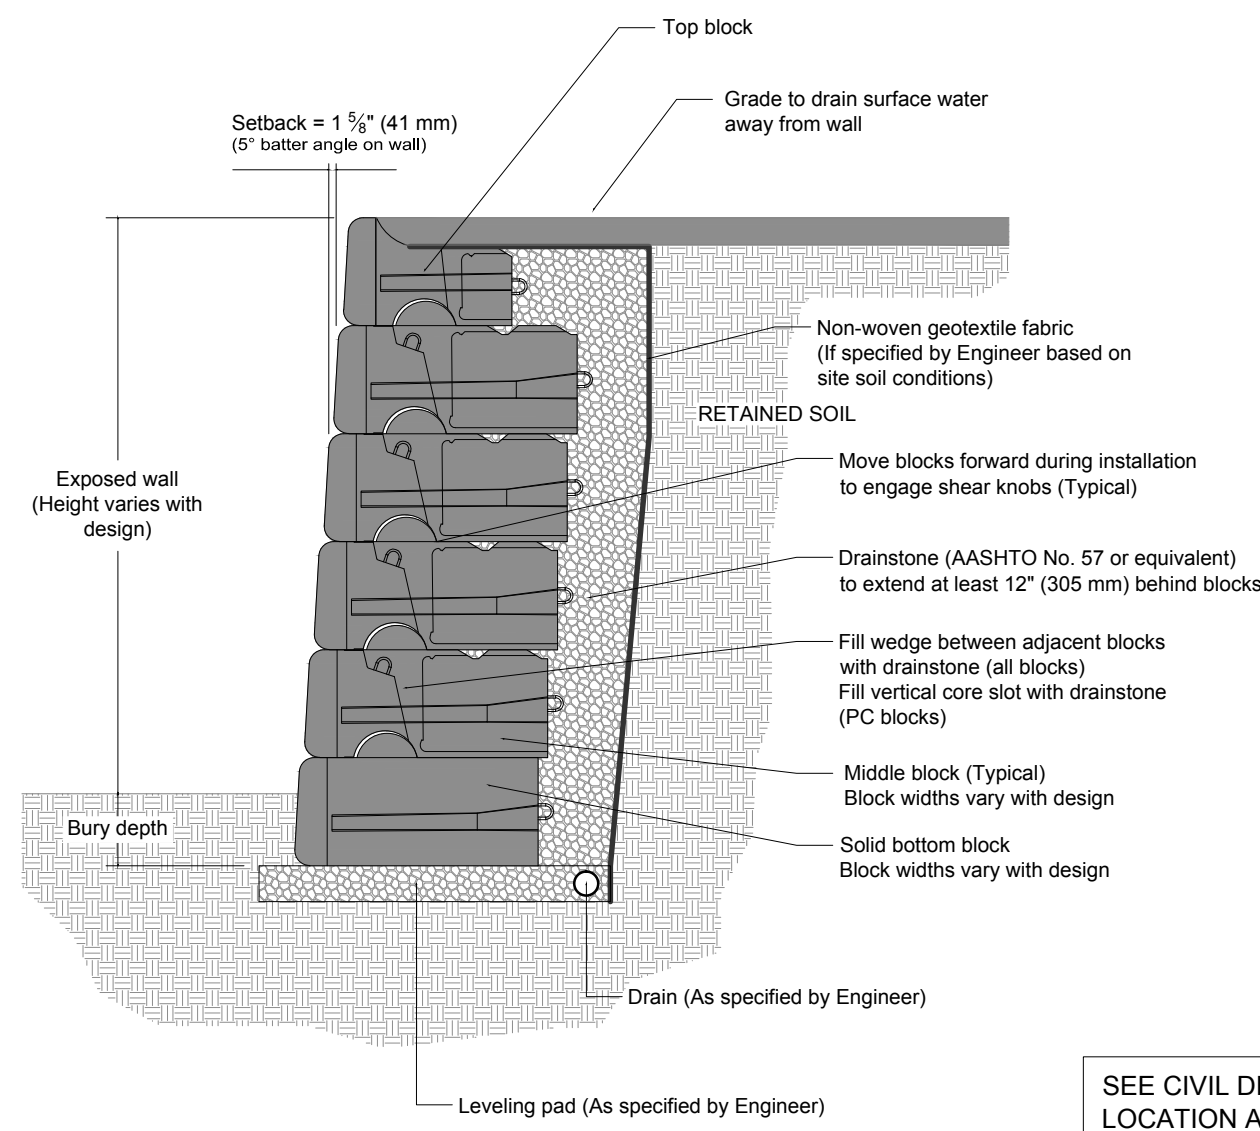 Top block
Grade to drain surface water
away from wall
Setback = 1 ⅝" (41 mm)
(5° batter angle on wall)
Non-woven geotextile fabric
(If specified by Engineer based on
site soil conditions)
RETAINED SOIL
Move blocks forward during installation
to engage shear knobs (Typical)
Exposed wall
(Height varies with
design)
Drainstone (AASHTO No. 57 or equivalent)
to extend at least 12" (305 mm) behind blocks
Fill wedge between adjacent blocks
with drainstone (all blocks)
Fill vertical core slot with drainstone
(PC blocks)
Middle block (Typical)
Block widths vary with design
Bury depth
Solid bottom block
Block widths vary with design
Drain (As specified by Engineer)
Leveling pad (As specified by Engineer)
SEE CIVIL
LOCATION